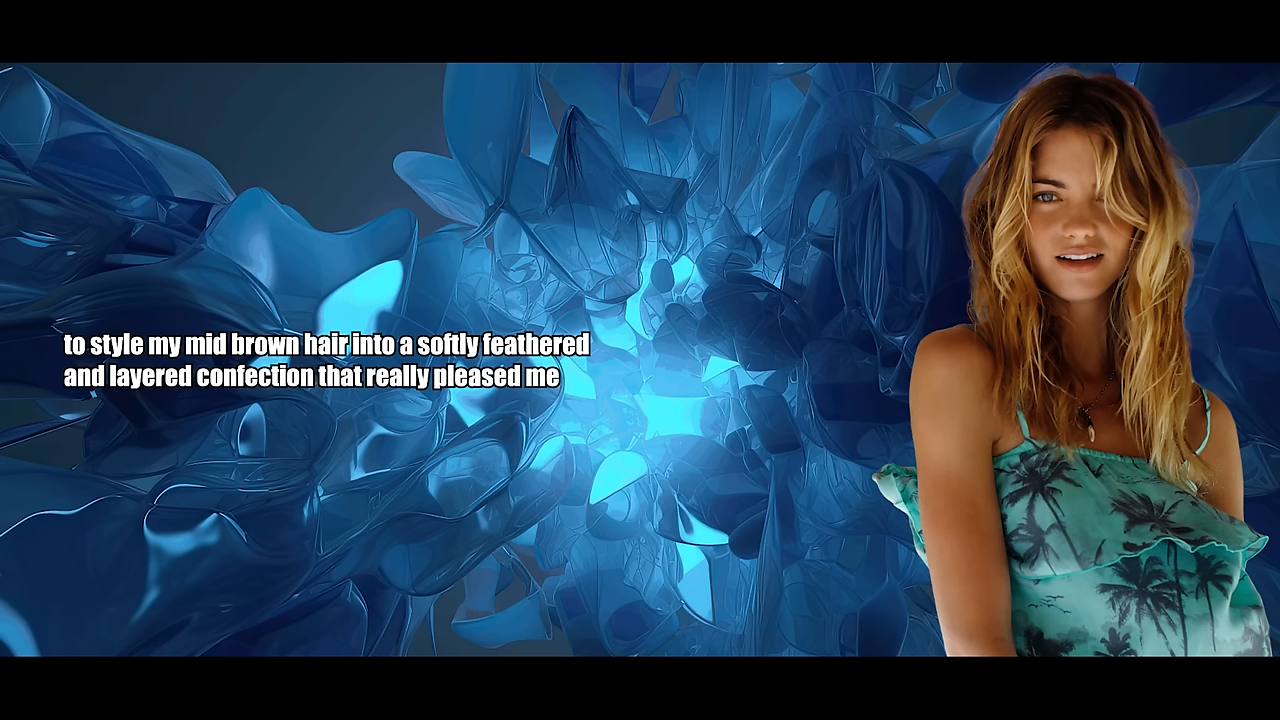 to style my mid brown hair into a softly feathered
and layered confection that really pleased me